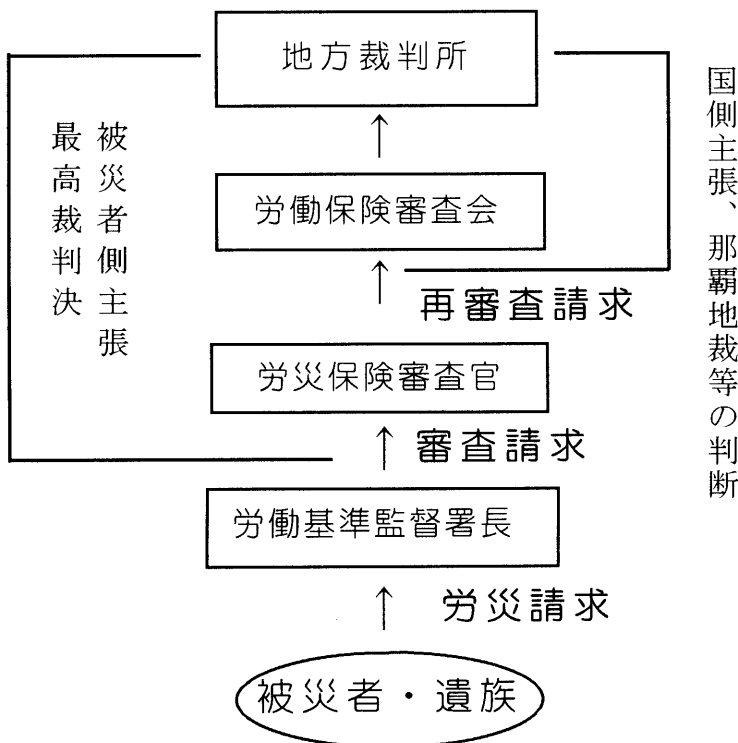 地方裁判所
国側主張、那覇地裁等の判断
被災者側主張
最高裁判決
↑
労働保険審査会
↑ 再審査請求
労災保険審査官
↑ 審査請求
労働基準監督署長
↑ 労災請求
被災者・遺族